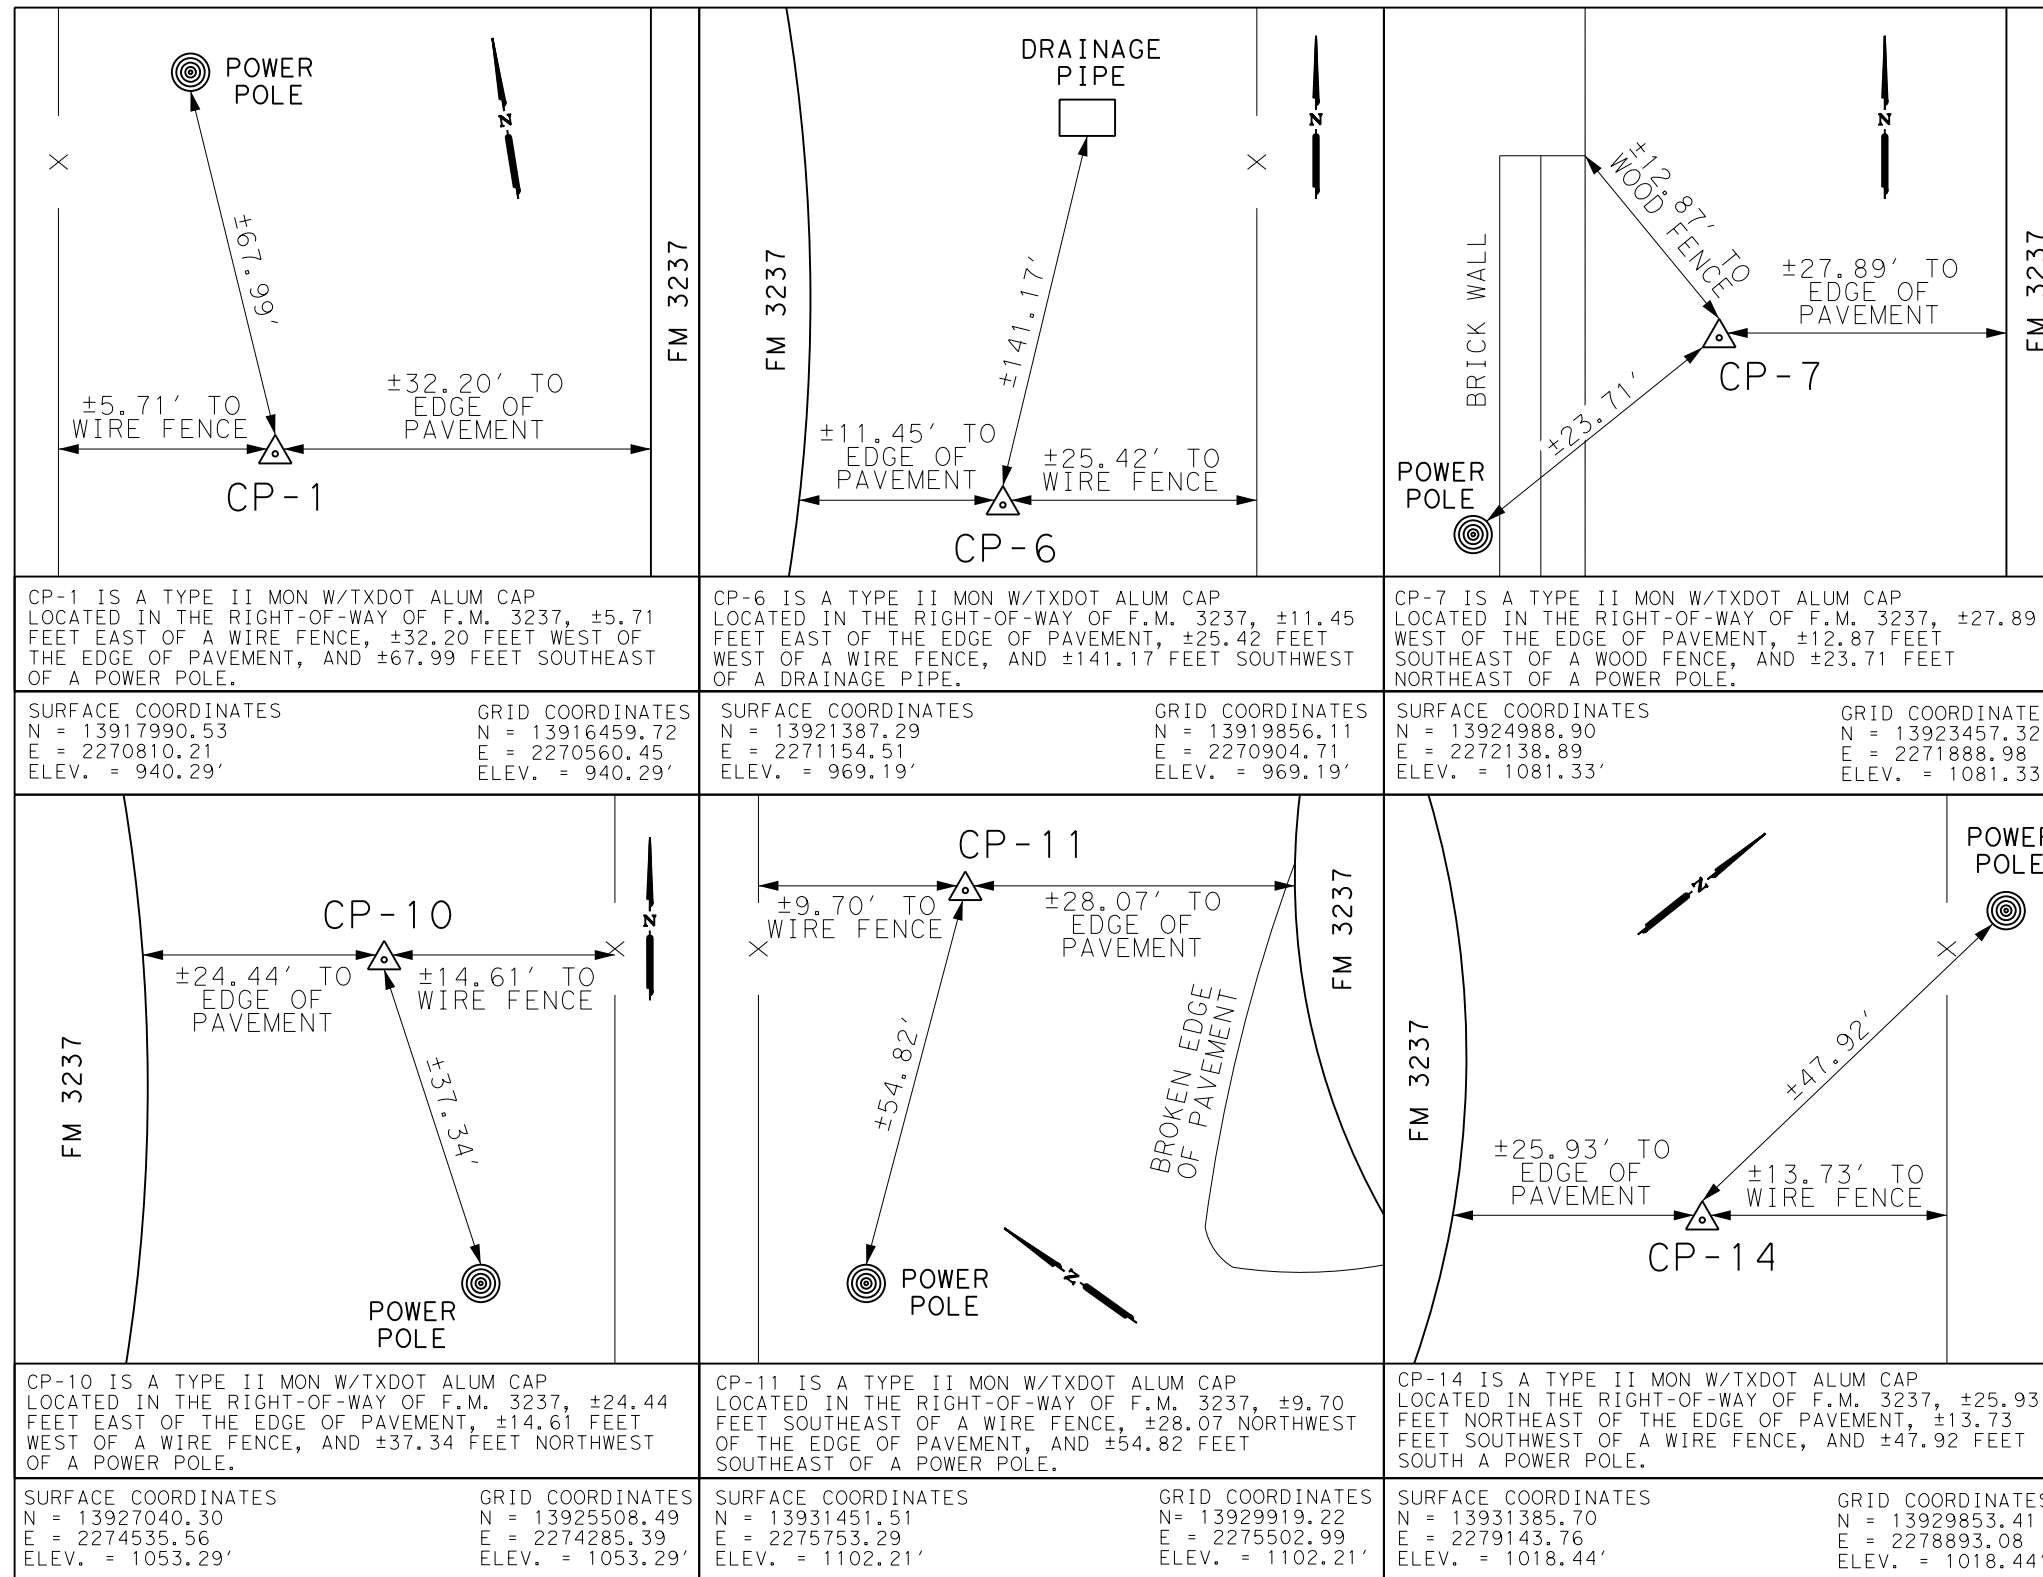 POWER
POLE
±67.99′
±5.71′ TO
WIRE FENCE
±32.20′ TO
EDGE OF
PAVEMENT
CP-1
FM 3237
N
X
CP-1 IS A TYPE II MON W/TXDOT ALUM CAP
LOCATED IN THE RIGHT-OF-WAY OF F.M. 3237, ±5.71
FEET EAST OF A WIRE FENCE, ±32.20 FEET WEST OF
THE EDGE OF PAVEMENT, AND ±67.99 FEET SOUTHEAST
OF A POWER POLE.
SURFACE COORDINATES
N = 13917990.53
E = 2270810.21
ELEV. = 940.29′
GRID COORDINATES
N = 13916459.72
E = 2270560.45
ELEV. = 940.29′
DRAINAGE
PIPE
N
X
FM 3237
±141.17′
±11.45′ TO
EDGE OF
PAVEMENT
±25.42′ TO
WIRE FENCE
CP-6
CP-6 IS A TYPE II MON W/TXDOT ALUM CAP
LOCATED IN THE RIGHT-OF-WAY OF F.M. 3237, ±11.45
FEET EAST OF THE EDGE OF PAVEMENT, ±25.42 FEET
WEST OF A WIRE FENCE, AND ±141.17 FEET SOUTHWEST
OF A DRAINAGE PIPE.
SURFACE COORDINATES
N = 13921387.29
E = 2271154.51
ELEV. = 969.19′
GRID COORDINATES
N = 13919856.11
E = 2270904.71
ELEV. = 969.19′
N
±12.87′ TO
WOOD FENCE
BRICK WALL
±27.89′ TO
EDGE OF
PAVEMENT
FM 3237
CP-7
±23.71′
POWER
POLE
CP-7 IS A TYPE II MON W/TXDOT ALUM CAP
LOCATED IN THE RIGHT-OF-WAY OF F.M. 3237, ±27.89
WEST OF THE EDGE OF PAVEMENT, ±12.87 FEET
SOUTHEAST OF A WOOD FENCE, AND ±23.71 FEET
NORTHEAST OF A POWER POLE.
SURFACE COORDINATES
N = 13924988.90
E = 2272138.89
ELEV. = 1081.33′
GRID COORDINATE
N = 13923457.32
E = 2271888.98
ELEV. = 1081.33
CP-10
N
X
±24.44′ TO
EDGE OF
PAVEMENT
±14.61′ TO
WIRE FENCE
FM 3237
±37.34′
POWER
POLE
CP-10 IS A TYPE II MON W/TXDOT ALUM CAP
LOCATED IN THE RIGHT-OF-WAY OF F.M. 3237, ±24.44
FEET EAST OF THE EDGE OF PAVEMENT, ±14.61 FEET
WEST OF A WIRE FENCE, AND ±37.34 FEET NORTHWEST
OF A POWER POLE.
SURFACE COORDINATES
N = 13927040.30
E = 2274535.56
ELEV. = 1053.29′
GRID COORDINATES
N = 13925508.49
E = 2274285.39
ELEV. = 1053.29′
CP-11
±9.70′ TO
WIRE FENCE
±28.07′ TO
EDGE OF
PAVEMENT
X
FM 3237
BROKEN EDGE
OF PAVEMENT
±54.82′
N
POWER
POLE
CP-11 IS A TYPE II MON W/TXDOT ALUM CAP
LOCATED IN THE RIGHT-OF-WAY OF F.M. 3237, ±9.70
FEET SOUTHEAST OF A WIRE FENCE, ±28.07 NORTHWEST
OF THE EDGE OF PAVEMENT, AND ±54.82 FEET
SOUTHEAST OF A POWER POLE.
SURFACE COORDINATES
N = 13931451.51
E = 2275753.29
ELEV. = 1102.21′
GRID COORDINATES
N= 13929919.22
E = 2275502.99
ELEV. = 1102.21′
POWER
POLE
N
X
FM 3237
±47.92′
±25.93′ TO
EDGE OF
PAVEMENT
±13.73′ TO
WIRE FENCE
CP-14
CP-14 IS A TYPE II MON W/TXDOT ALUM CAP
LOCATED IN THE RIGHT-OF-WAY OF F.M. 3237, ±25.93
FEET NORTHEAST OF THE EDGE OF PAVEMENT, ±13.73
FEET SOUTHWEST OF A WIRE FENCE, AND ±47.92 FEET
SOUTH A POWER POLE.
SURFACE COORDINATES
N = 13931385.70
E = 2279143.76
ELEV. = 1018.44′
GRID COORDINATES
N = 13929853.41
E = 2278893.08
ELEV. = 1018.44′